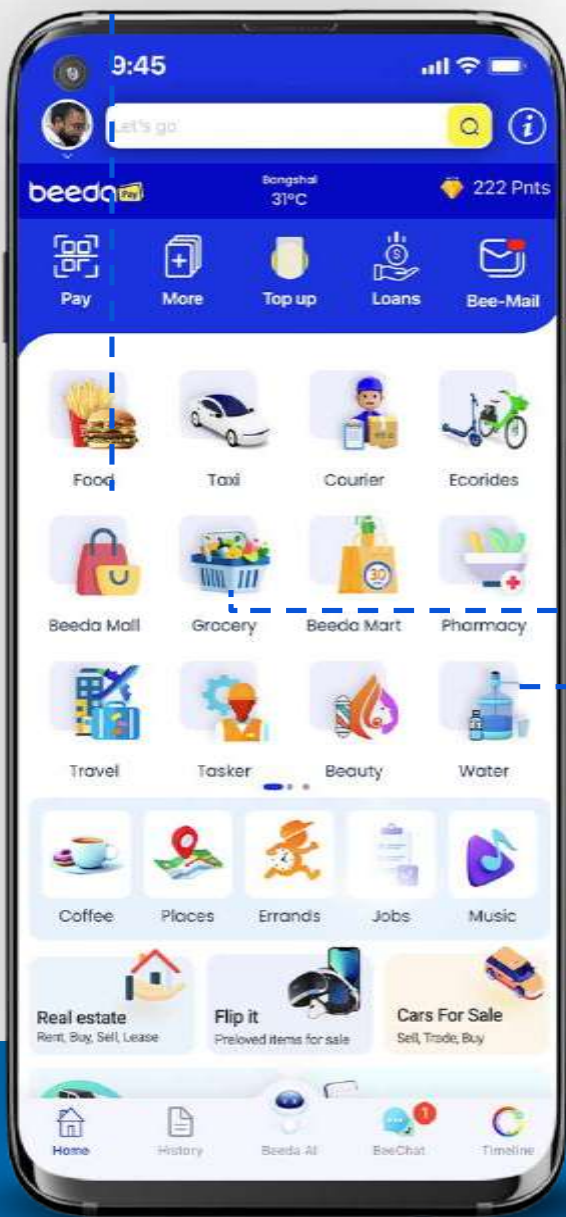 9:45
Let's go
beeda Pay
Bangshal
31°C
222 Pnts
Pay
More
Top up
Loans
Bee-Mail
Food
Taxi
Courier
Ecorides
30
Beeda Mall
Grocery
Beeda Mart
Pharmacy
Travel
Tasker
Beauty
Water
Coffee
Places
Errands
Jobs
Music
Real estate
Rent, Buy, Sell, Lease
Flip it
Preloved items for sale
Cars For Sale
Sell, Trade, Buy
1
Home
History
Beeda AI
BeeChat
Timeline